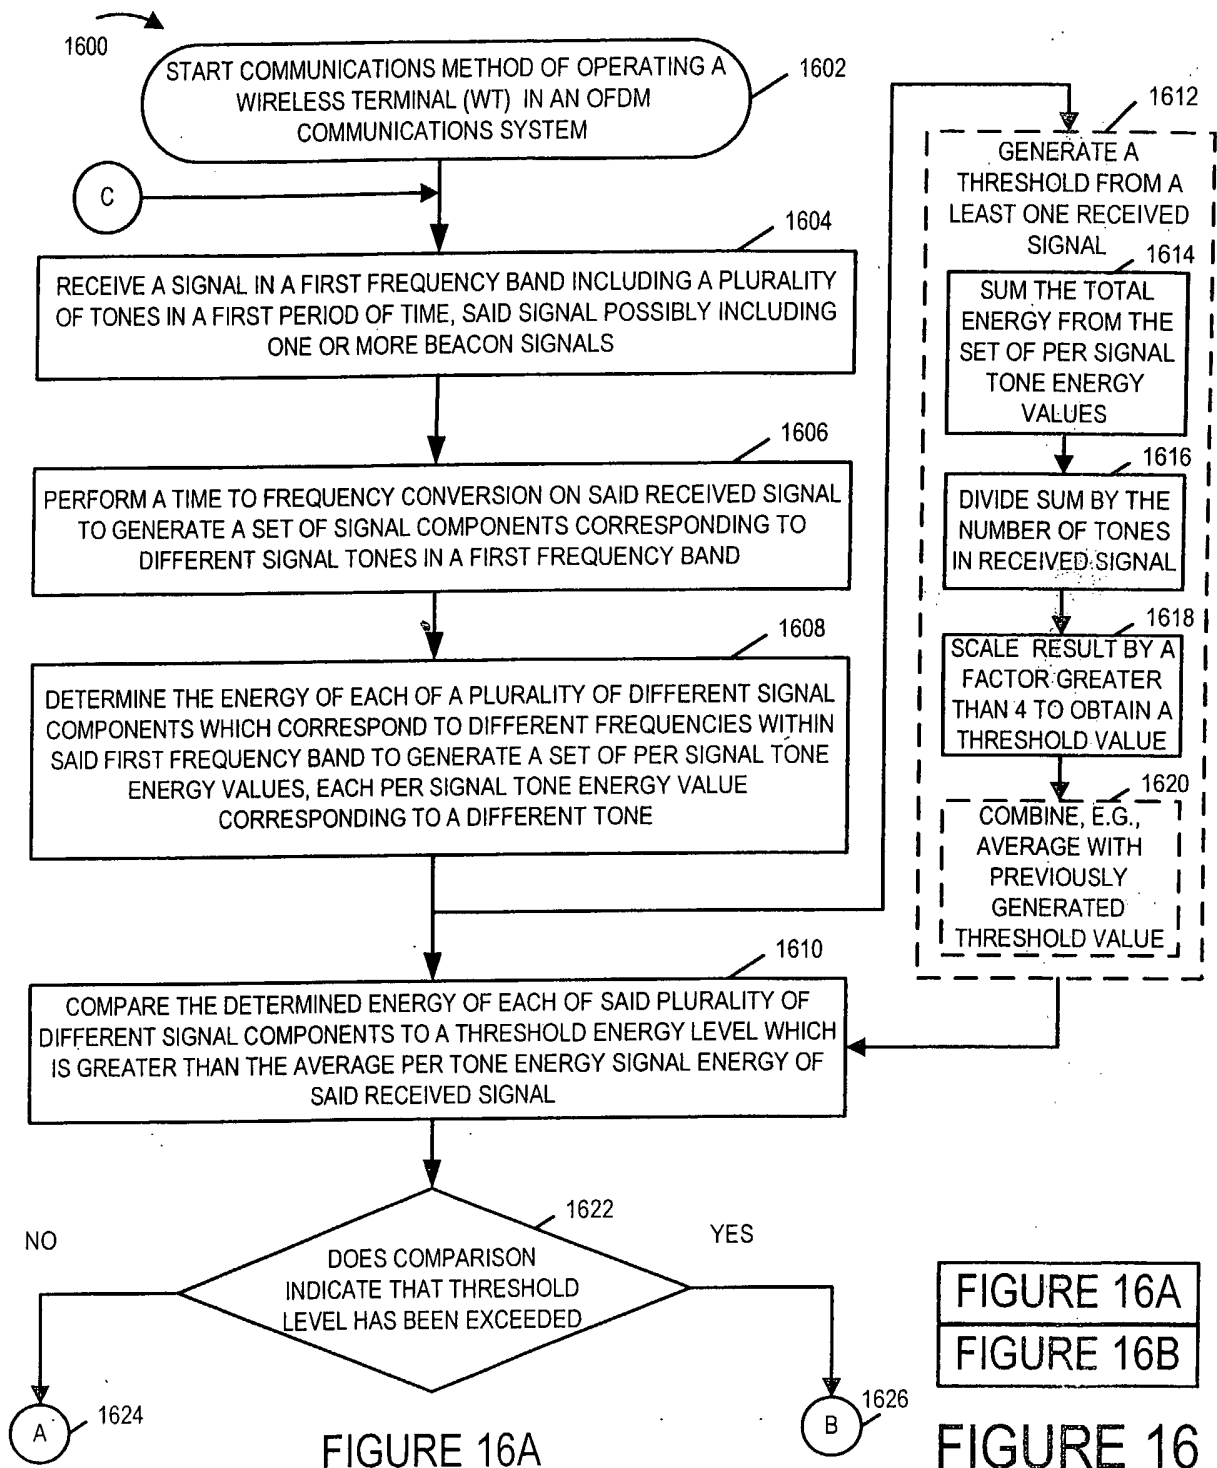 1600
START COMMUNICATIONS METHOD OF OPERATING A
WIRELESS TERMINAL (WT) IN AN OFDM
COMMUNICATIONS SYSTEM
1602
C
1604
RECEIVE A SIGNAL IN A FIRST FREQUENCY BAND INCLUDING A PLURALITY
OF TONES IN A FIRST PERIOD OF TIME, SAID SIGNAL POSSIBLY INCLUDING
ONE OR MORE BEACON SIGNALS
1606
PERFORM A TIME TO FREQUENCY CONVERSION ON SAID RECEIVED SIGNAL
TO GENERATE A SET OF SIGNAL COMPONENTS CORRESPONDING TO
DIFFERENT SIGNAL TONES IN A FIRST FREQUENCY BAND
1608
DETERMINE THE ENERGY OF EACH OF A PLURALITY OF DIFFERENT SIGNAL
COMPONENTS WHICH CORRESPOND TO DIFFERENT FREQUENCIES WITHIN
SAID FIRST FREQUENCY BAND TO GENERATE A SET OF PER SIGNAL TONE
ENERGY VALUES, EACH PER SIGNAL TONE ENERGY VALUE
CORRESPONDING TO A DIFFERENT TONE
1612
GENERATE A
THRESHOLD FROM A
LEAST ONE RECEIVED
SIGNAL
1614
SUM THE TOTAL
ENERGY FROM THE
SET OF PER SIGNAL
TONE ENERGY
VALUES
1616
DIVIDE SUM BY THE
NUMBER OF TONES
IN RECEIVED SIGNAL
1618
SCALE RESULT BY A
FACTOR GREATER
THAN 4 TO OBTAIN A
THRESHOLD VALUE
1620
COMBINE, E.G.,
AVERAGE WITH
PREVIOUSLY
GENERATED
THRESHOLD VALUE
1610
COMPARE THE DETERMINED ENERGY OF EACH OF SAID PLURALITY OF
DIFFERENT SIGNAL COMPONENTS TO A THRESHOLD ENERGY LEVEL WHICH
IS GREATER THAN THE AVERAGE PER TONE ENERGY SIGNAL ENERGY OF
SAID RECEIVED SIGNAL
1622
DOES COMPARISON
INDICATE THAT THRESHOLD
LEVEL HAS BEEN EXCEEDED
NO
YES
A
1624
B
1626
FIGURE 16A
FIGURE 16A
FIGURE 16B
FIGURE 16